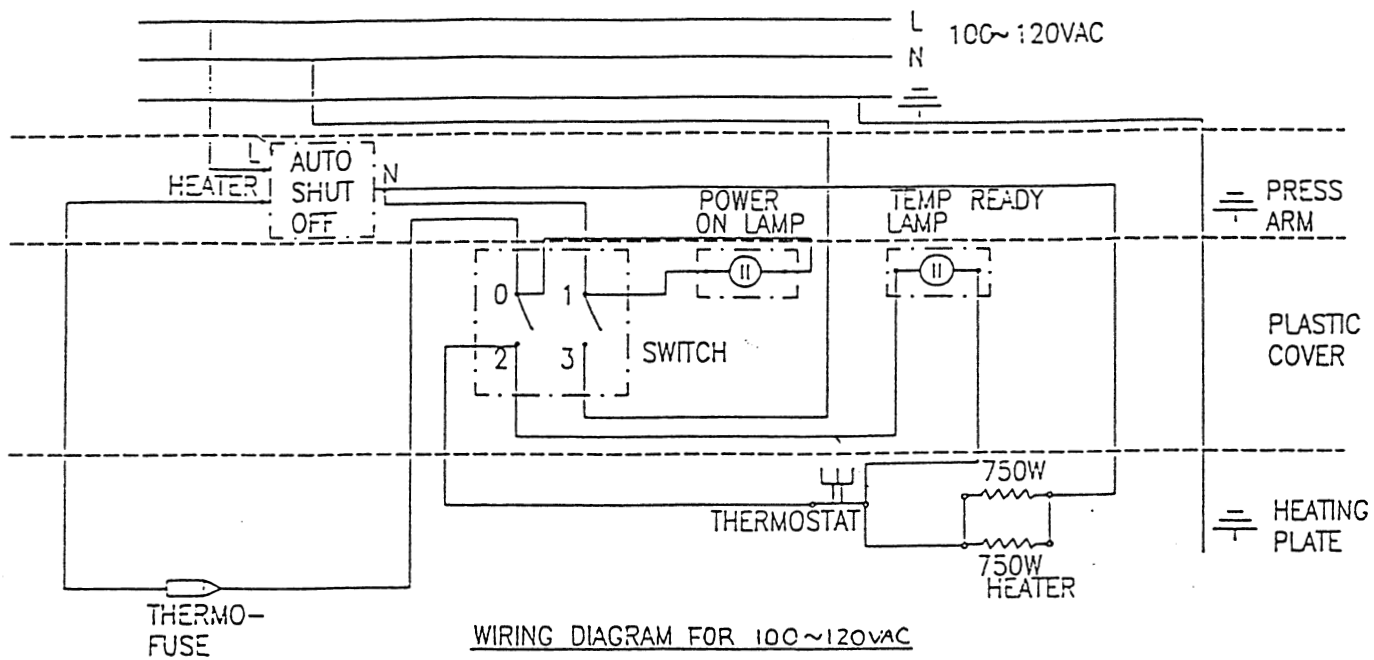 L
100~120VAC
N
L
AUTO
SHUT
OFF
N
HEATER
POWER
ON LAMP
TEMP READY
LAMP
PRESS
ARM
0
1
2
3
SWITCH
PLASTIC
COVER
750W
THERMOSTAT
750W
HEATER
HEATING
PLATE
THERMO-
FUSE
WIRING DIAGRAM FOR 100~120VAC